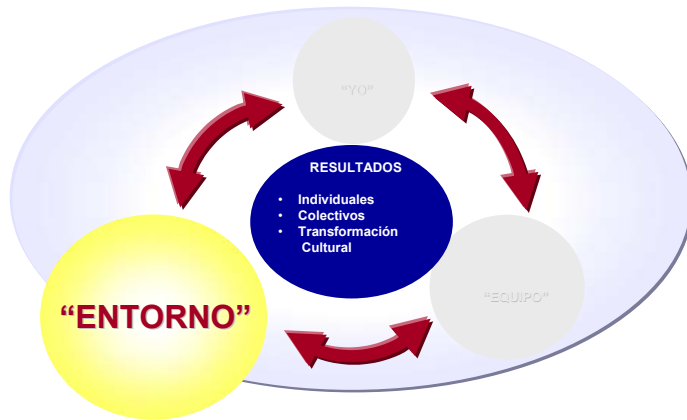 "YO"
RESULTADOS
• Individuales
• Colectivos
• Transformación
Cultural
“ENTORNO”
"EQUIPO"